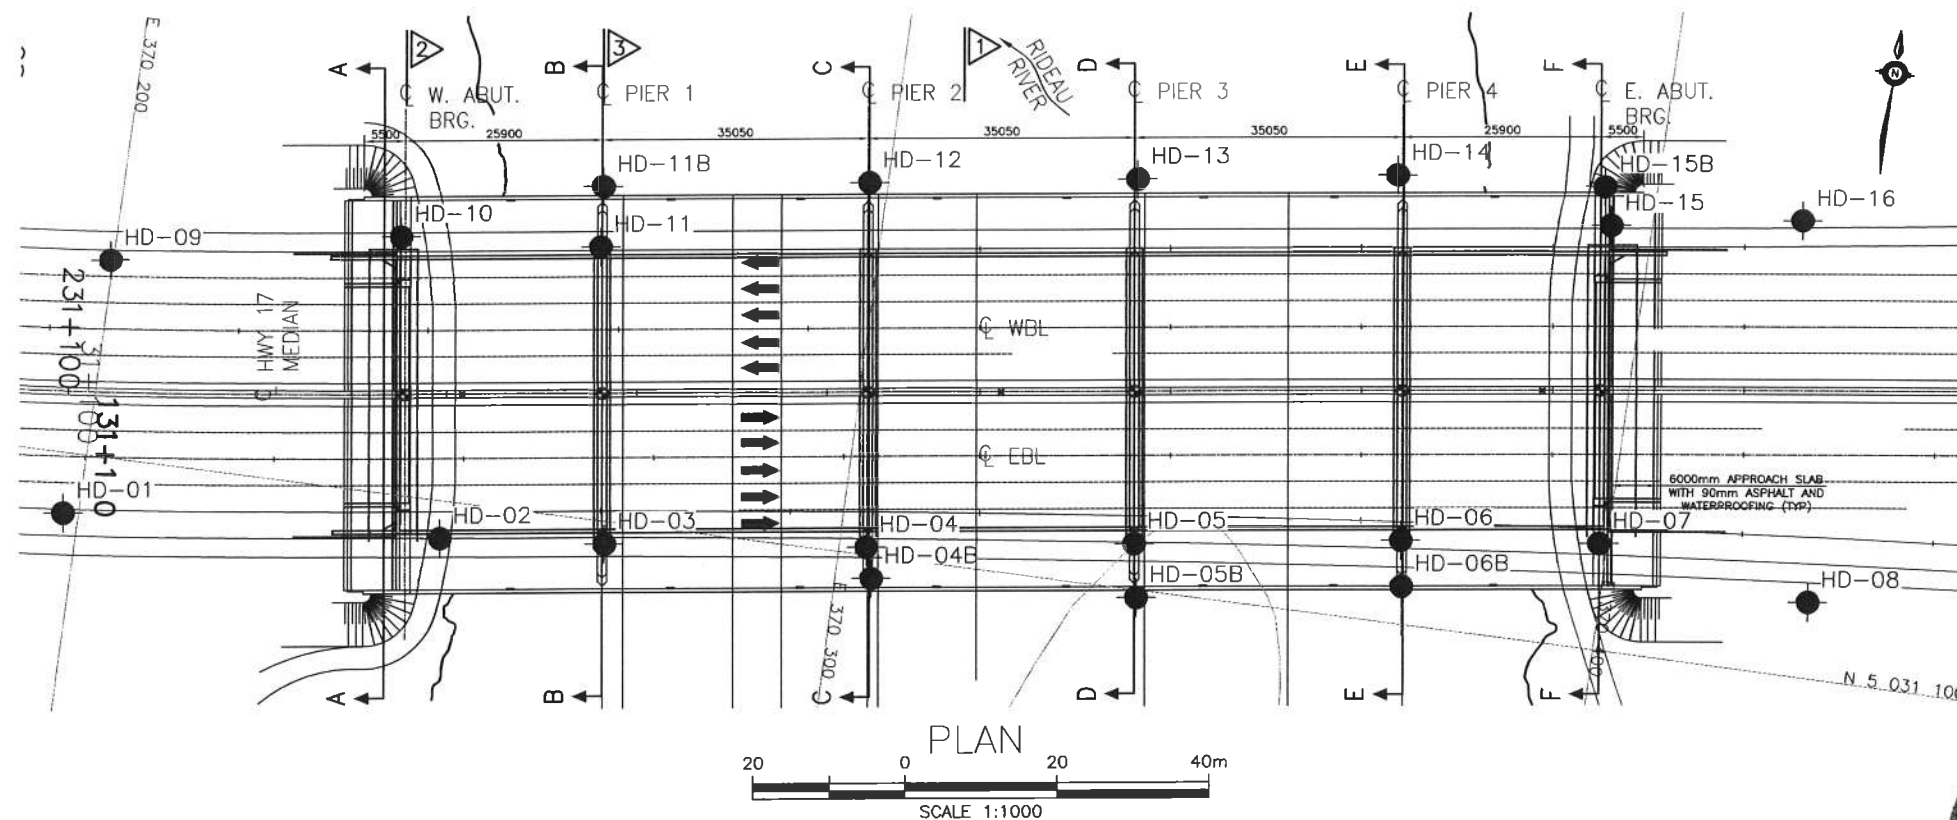 E 370 200
A
2
℄ W. ABUT.
BRG.
B
3
℄ PIER 1
C
℄ PIER 2
1
RIDEAU
RIVER
D
℄ PIER 3
E
℄ PIER 4
F
℄ E. ABUT.
BRG.
N
5500
25900
35050
35050
35050
25900
5500
HD-11B
HD-12
HD-13
HD-14
HD-15B
HD-10
HD-11
HD-15
HD-16
HD-09
231+100
HWY 17
MEDIAN
℄ WBL
131+110
℄ EBL
6000mm APPROACH SLAB
WITH 90mm ASPHALT AND
WATERPROOFING (TYP)
HD-01
HD-02
HD-03
HD-04
HD-05
HD-06
HD-07
HD-04B
HD-05B
HD-06B
HD-08
E 370 300
N 5 031 100
A
B
C
D
E
F
PLAN
20
0
20
40m
SCALE 1:1000